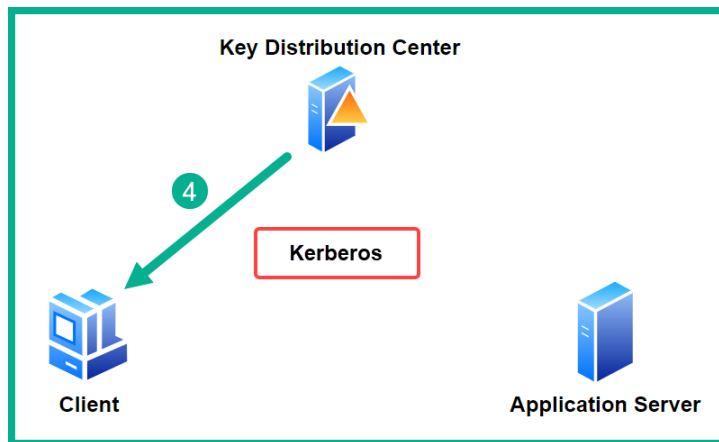 Key Distribution Center
4
Kerberos
Client
Application Server